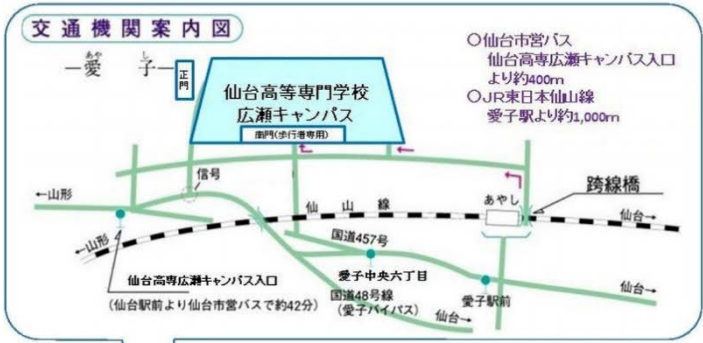 交通機関案内図
あや し
―愛 子―
正門
仙台高等専門学校
広瀬キャンパス
南門(歩行者専用)
○仙台市営バス
仙台高専広瀬キャンパス入口
より約400m
○JR東日本仙山線
愛子駅より約1,000m
信号
←山形
仙山線
あやし
跨線橋
仙台→
←山形
国道457号
仙台高専広瀬キャンパス入口
(仙台駅前より仙台市営バスで約42分)
愛子中央六丁目
国道48号線
(愛子バイパス)
愛子駅前
仙台→
仙台→